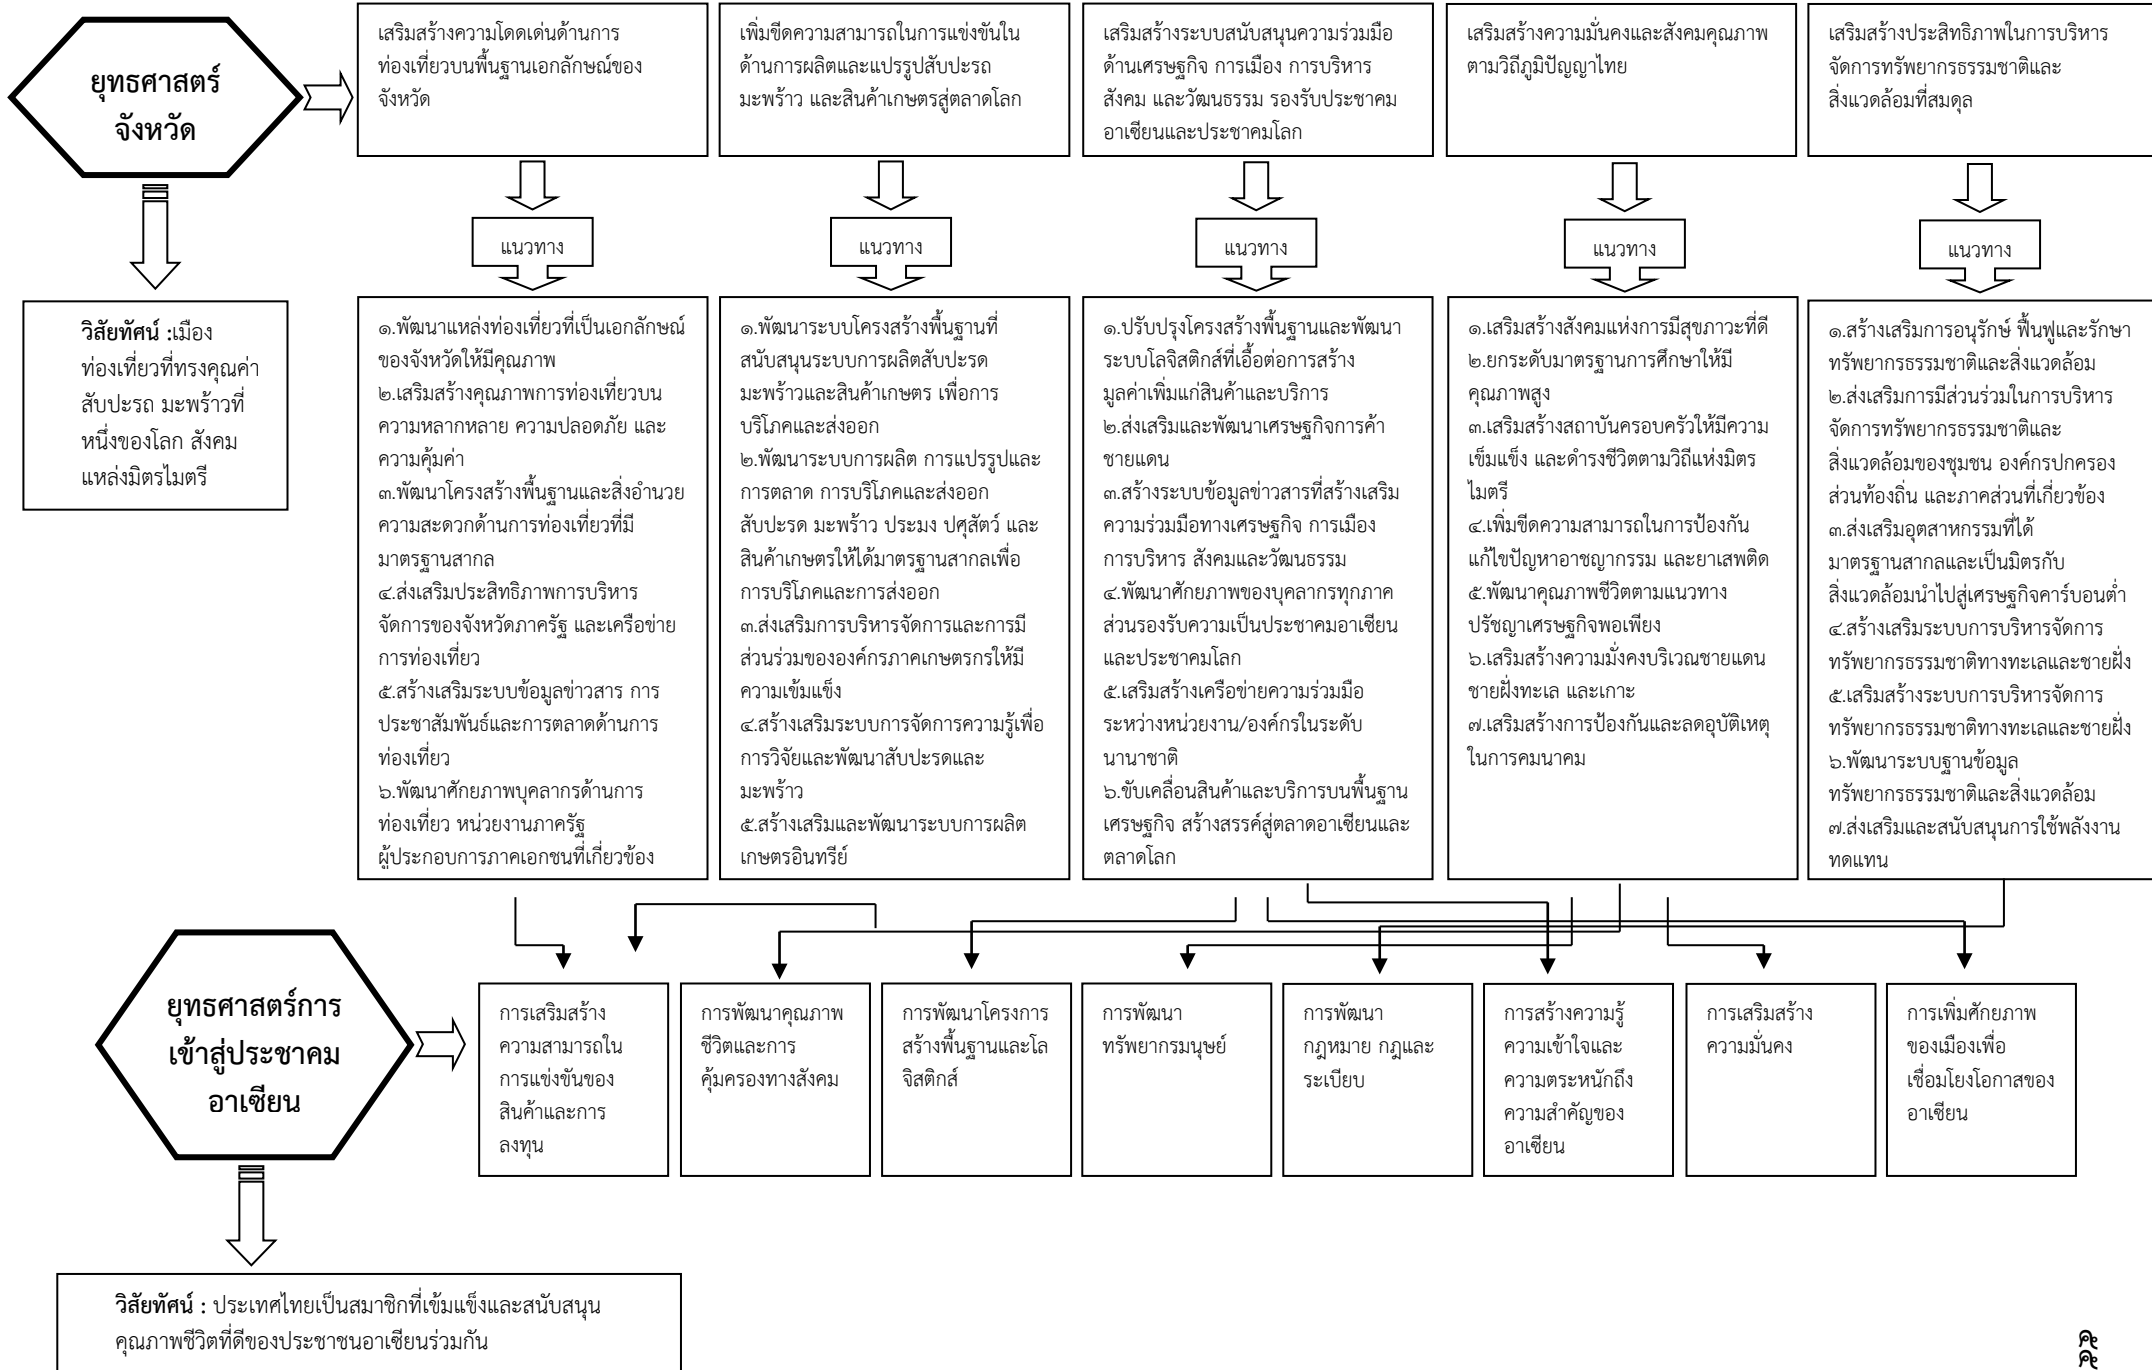 ยุทธศาสตร์
จังหวัด
เสริมสร้างความโดดเด่นด้านการ
ท่องเที่ยวบนพื้นฐานเอกลักษณ์ของ
จังหวัด
เพิ่มขีดความสามารถในการแข่งขันใน
ด้านการผลิตและแปรรูปสับปะรถ
มะพร้าว และสินค้าเกษตรสู่ตลาดโลก
เสริมสร้างระบบสนับสนุนความร่วมมือ
ด้านเศรษฐกิจ การเมือง การบริหาร
สังคม และวัฒนธรรม รองรับประชาคม
อาเซียนและประชาคมโลก
เสริมสร้างความมั่นคงและสังคมคุณภาพ
ตามวิถีภูมิปัญญาไทย
เสริมสร้างประสิทธิภาพในการบริหาร
จัดการทรัพยากรธรรมชาติและ
สิ่งแวดล้อมที่สมดุล
แนวทาง
แนวทาง
แนวทาง
แนวทาง
แนวทาง
วิสัยทัศน์ :เมือง
ท่องเที่ยวที่ทรงคุณค่า
สับปะรถ มะพร้าวที่
หนึ่งของโลก สังคม
แหล่งมิตรไมตรี
๑.พัฒนาแหล่งท่องเที่ยวที่เป็นเอกลักษณ์
ของจังหวัดให้มีคุณภาพ
๒.เสริมสร้างคุณภาพการท่องเที่ยวบน
ความหลากหลาย ความปลอดภัย และ
ความคุ้มค่า
๓.พัฒนาโครงสร้างพื้นฐานและสิ่งอำนวย
ความสะดวกด้านการท่องเที่ยวที่มี
มาตรฐานสากล
๔.ส่งเสริมประสิทธิภาพการบริหาร
จัดการของจังหวัดภาครัฐ และเครือข่าย
การท่องเที่ยว
๕.สร้างเสริมระบบข้อมูลข่าวสาร การ
ประชาสัมพันธ์และการตลาดด้านการ
ท่องเที่ยว
๖.พัฒนาศักยภาพบุคลากรด้านการ
ท่องเที่ยว หน่วยงานภาครัฐ
ผู้ประกอบการภาคเอกชนที่เกี่ยวข้อง
๑.พัฒนาระบบโครงสร้างพื้นฐานที่
สนับสนุนระบบการผลิตสับปะรด
มะพร้าวและสินค้าเกษตร เพื่อการ
บริโภคและส่งออก
๒.พัฒนาระบบการผลิต การแปรรูปและ
การตลาด การบริโภคและส่งออก
สับปะรด มะพร้าว ประมง ปศุสัตว์ และ
สินค้าเกษตรให้ได้มาตรฐานสากลเพื่อ
การบริโภคและการส่งออก
๓.ส่งเสริมการบริหารจัดการและการมี
ส่วนร่วมขององค์กรภาคเกษตรกรให้มี
ความเข้มแข็ง
๔.สร้างเสริมระบบการจัดการความรู้เพื่อ
การวิจัยและพัฒนาสับปะรดและ
มะพร้าว
๕.สร้างเสริมและพัฒนาระบบการผลิต
เกษตรอินทรีย์
๑.ปรับปรุงโครงสร้างพื้นฐานและพัฒนา
ระบบโลจิสติกส์ที่เอื้อต่อการสร้าง
มูลค่าเพิ่มแก่สินค้าและบริการ
๒.ส่งเสริมและพัฒนาเศรษฐกิจการค้า
ชายแดน
๓.สร้างระบบข้อมูลข่าวสารที่สร้างเสริม
ความร่วมมือทางเศรษฐกิจ การเมือง
การบริหาร สังคมและวัฒนธรรม
๔.พัฒนาศักยภาพของบุคลากรทุกภาค
ส่วนรองรับความเป็นประชาคมอาเซียน
และประชาคมโลก
๕.เสริมสร้างเครือข่ายความร่วมมือ
ระหว่างหน่วยงาน/องค์กรในระดับ
นานาชาติ
๖.ขับเคลื่อนสินค้าและบริการบนพื้นฐาน
เศรษฐกิจ สร้างสรรค์สู่ตลาดอาเซียนและ
ตลาดโลก
๑.เสริมสร้างสังคมแห่งการมีสุขภาวะที่ดี
๒.ยกระดับมาตรฐานการศึกษาให้มี
คุณภาพสูง
๓.เสริมสร้างสถาบันครอบครัวให้มีความ
เข็มแข็ง และดำรงชีวิตตามวิถีแห่งมิตร
ไมตรี
๔.เพิ่มขีดความสามารถในการป้องกัน
แก้ไขปัญหาอาชญากรรม และยาเสพติด
๕.พัฒนาคุณภาพชีวิตตามแนวทาง
ปรัชญาเศรษฐกิจพอเพียง
๖.เสริมสร้างความมั่งคงบริเวณชายแดน
ชายฝั่งทะเล และเกาะ
๗.เสริมสร้างการป้องกันและลดอุบัติเหตุ
ในการคมนาคม
๑.สร้างเสริมการอนุรักษ์ ฟื้นฟูและรักษา
ทรัพยากรธรรมชาติและสิ่งแวดล้อม
๒.ส่งเสริมการมีส่วนร่วมในการบริหาร
จัดการทรัพยากรธรรมชาติและ
สิ่งแวดล้อมของชุมชน องค์กรปกครอง
ส่วนท้องถิ่น และภาคส่วนที่เกี่ยวข้อง
๓.ส่งเสริมอุตสาหกรรมที่ได้
มาตรฐานสากลและเป็นมิตรกับ
สิ่งแวดล้อมนำไปสู่เศรษฐกิจคาร์บอนต่ำ
๔.สร้างเสริมระบบการบริหารจัดการ
ทรัพยากรธรรมชาติทางทะเลและชายฝั่ง
๕.เสริมสร้างระบบการบริหารจัดการ
ทรัพยากรธรรมชาติทางทะเลและชายฝั่ง
๖.พัฒนาระบบฐานข้อมูล
ทรัพยากรธรรมชาติและสิ่งแวดล้อม
๗.ส่งเสริมและสนับสนุนการใช้พลังงาน
ทดแทน
ยุทธศาสตร์การ
เข้าสู่ประชาคม
อาเซียน
การเสริมสร้าง
ความสามารถใน
การแข่งขันของ
สินค้าและการ
ลงทุน
การพัฒนาคุณภาพ
ชีวิตและการ
คุ้มครองทางสังคม
การพัฒนาโครงการ
สร้างพื้นฐานและโล
จิสติกส์
การพัฒนา
ทรัพยากรมนุษย์
การพัฒนา
กฎหมาย กฎและ
ระเบียบ
การสร้างความรู้
ความเข้าใจและ
ความตระหนักถึง
ความสำคัญของ
อาเซียน
การเสริมสร้าง
ความมั่นคง
การเพิ่มศักยภาพ
ของเมืองเพื่อ
เชื่อมโยงโอกาสของ
อาเซียน
วิสัยทัศน์ : ประเทศไทยเป็นสมาชิกที่เข้มแข็งและสนับสนุน
คุณภาพชีวิตที่ดีของประชาชนอาเซียนร่วมกัน
๕๕